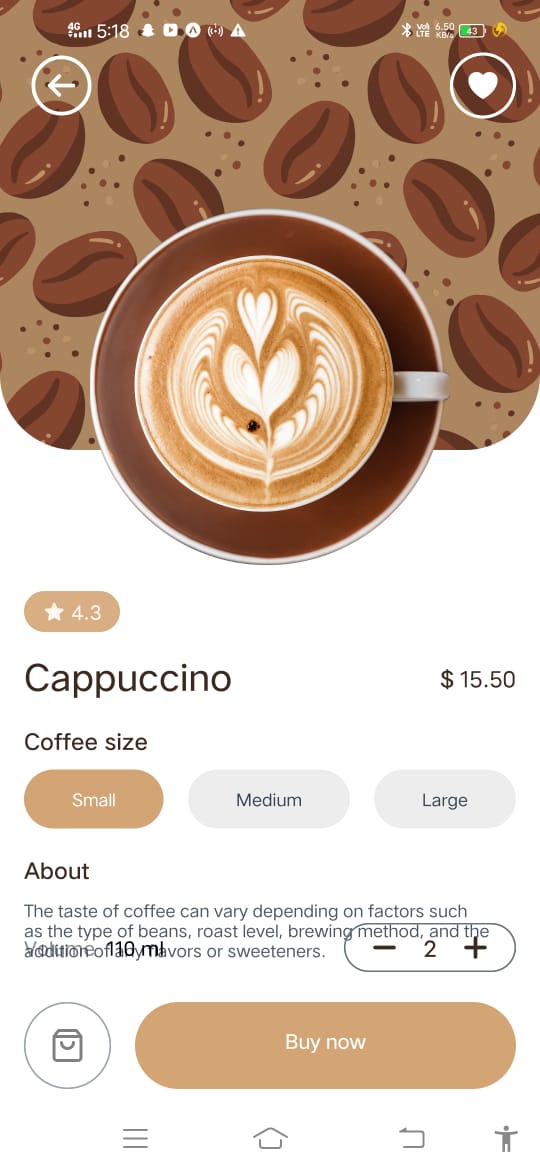 4G 5:18 VoI) LTE 6.50 KB/s 43
4.3
Cappuccino $ 15.50
Coffee size
Small Medium Large
About
The taste of coffee can vary depending on factors such
as the type of beans, roast level, brewing method, and the
addition of any flavors or sweeteners.
Volume 110 ml 2
Buy now